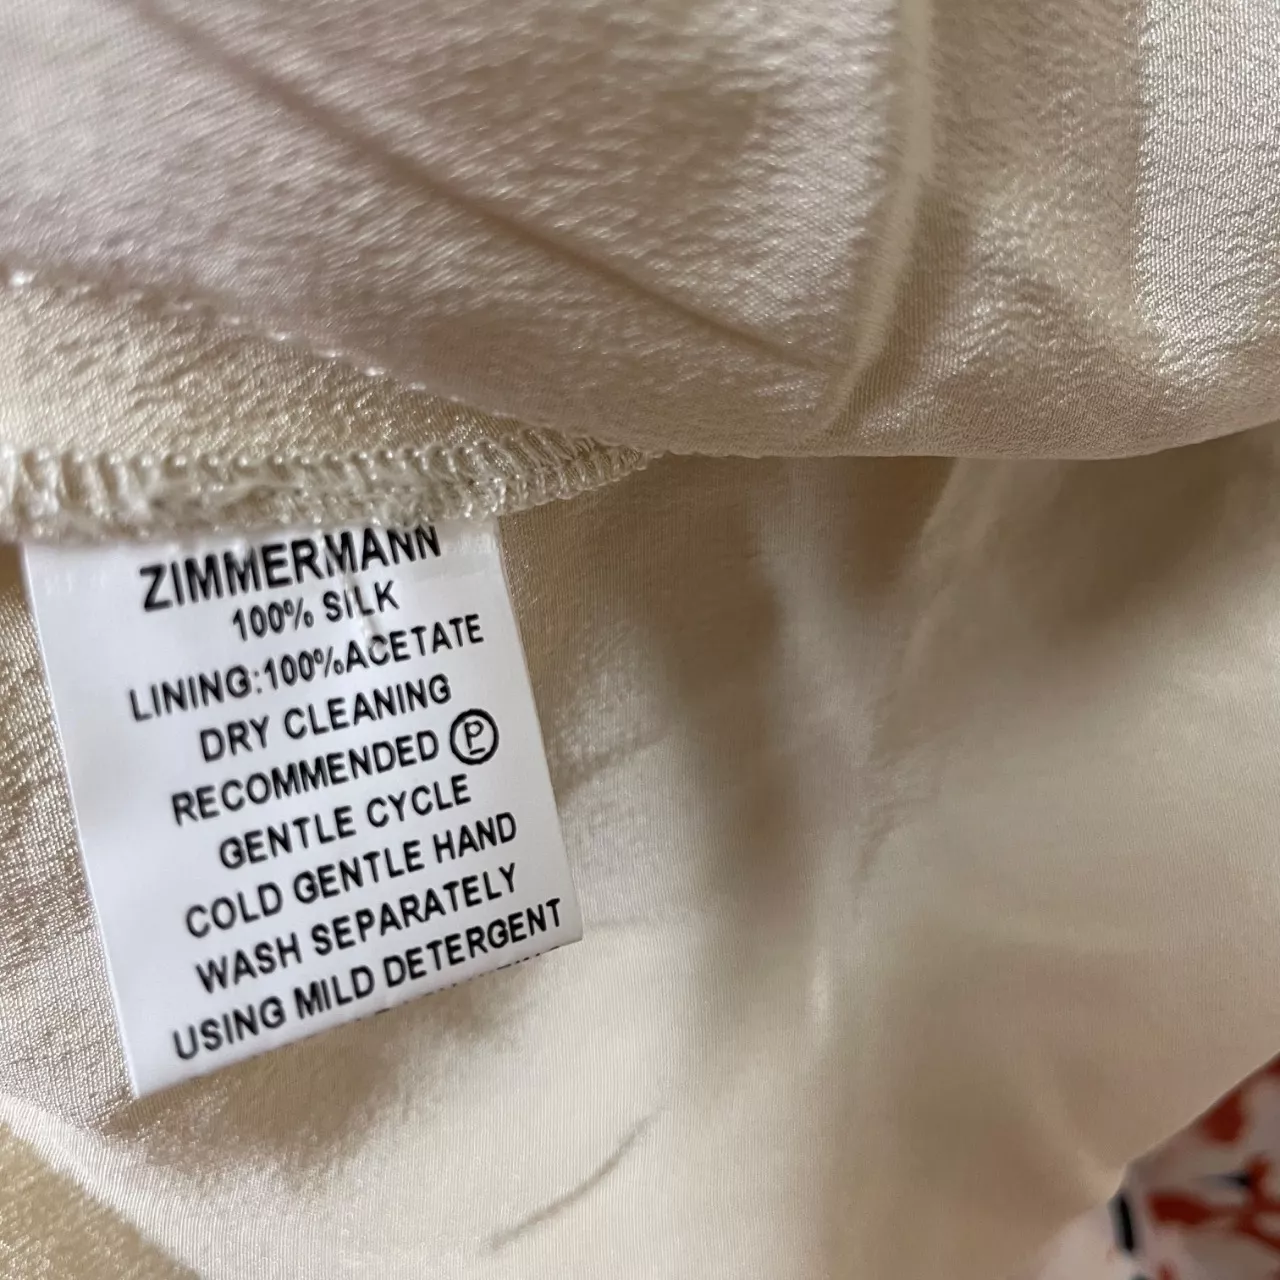 ZIMMERMANN
100% SILK
LINING:100%ACETATE
DRY CLEANING
RECOMMENDED Ⓟ
GENTLE CYCLE
COLD GENTLE HAND
WASH SEPARATELY
USING MILD DETERGENT